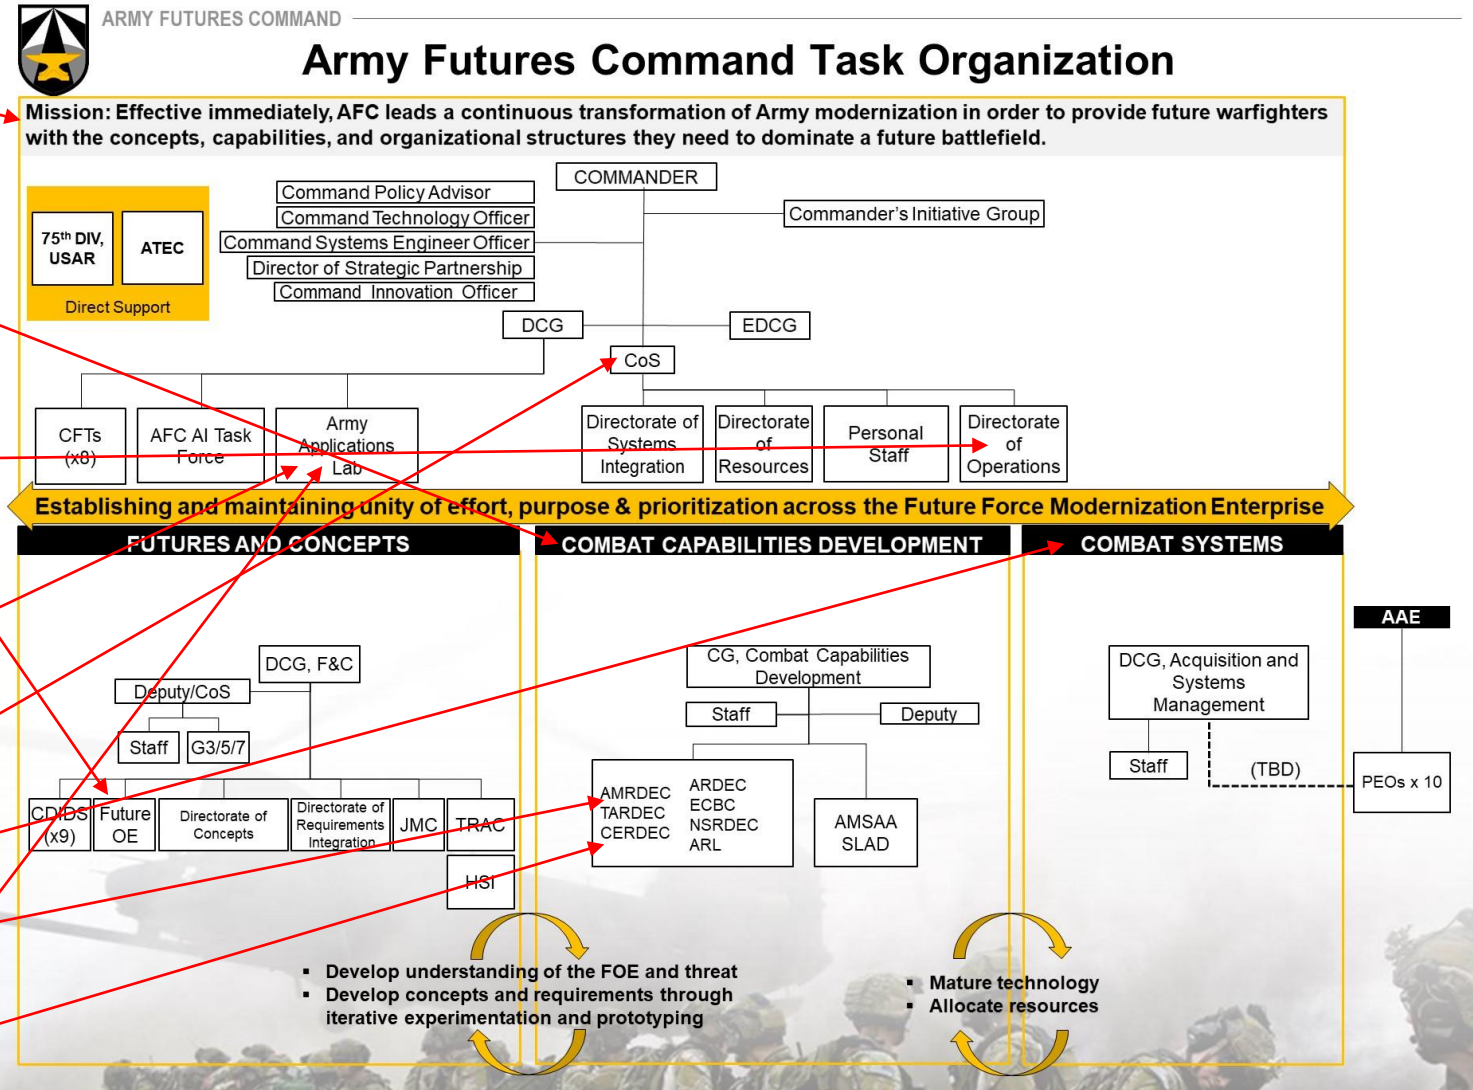 ARMY FUTURES COMMAND
Army Futures Command Task Organization
Mission: Effective immediately, AFC leads a continuous transformation of Army modernization in order to provide future warfighters
with the concepts, capabilities, and organizational structures they need to dominate a future battlefield.
COMMANDER
Command Policy Advisor
Command Technology Officer
Command Systems Engineer Officer
Director of Strategic Partnership
Command Innovation Officer
Commander's Initiative Group
75th DIV,
USAR
ATEC
Direct Support
DCG
EDCG
CoS
CFTs
(x8)
AFC AI Task
Force
Army
Applications
Lab
Directorate of
Systems
Integration
Directorate
of
Resources
Personal
Staff
Directorate
of
Operations
Establishing and maintaining unity of effort, purpose & prioritization across the Future Force Modernization Enterprise
FUTURES AND CONCEPTS
DCG, F&C
Deputy/CoS
Staff
G3/5/7
CDIDS
(x9)
Future
OE
Directorate of
Concepts
Directorate of
Requirements
Integration
JMC
TRAC
HSI
COMBAT CAPABILITIES DEVELOPMENT
CG, Combat Capabilities
Development
Staff
Deputy
AMRDEC
TARDEC
CERDEC
ARDEC
ECBC
NSRDEC
ARL
AMSAA
SLAD
COMBAT SYSTEMS
DCG, Acquisition and
Systems
Management
Staff
(TBD)
AAE
PEOs x 10
▪ Develop understanding of the FOE and threat
▪ Develop concepts and requirements through
iterative experimentation and prototyping
▪ Mature technology
▪ Allocate resources